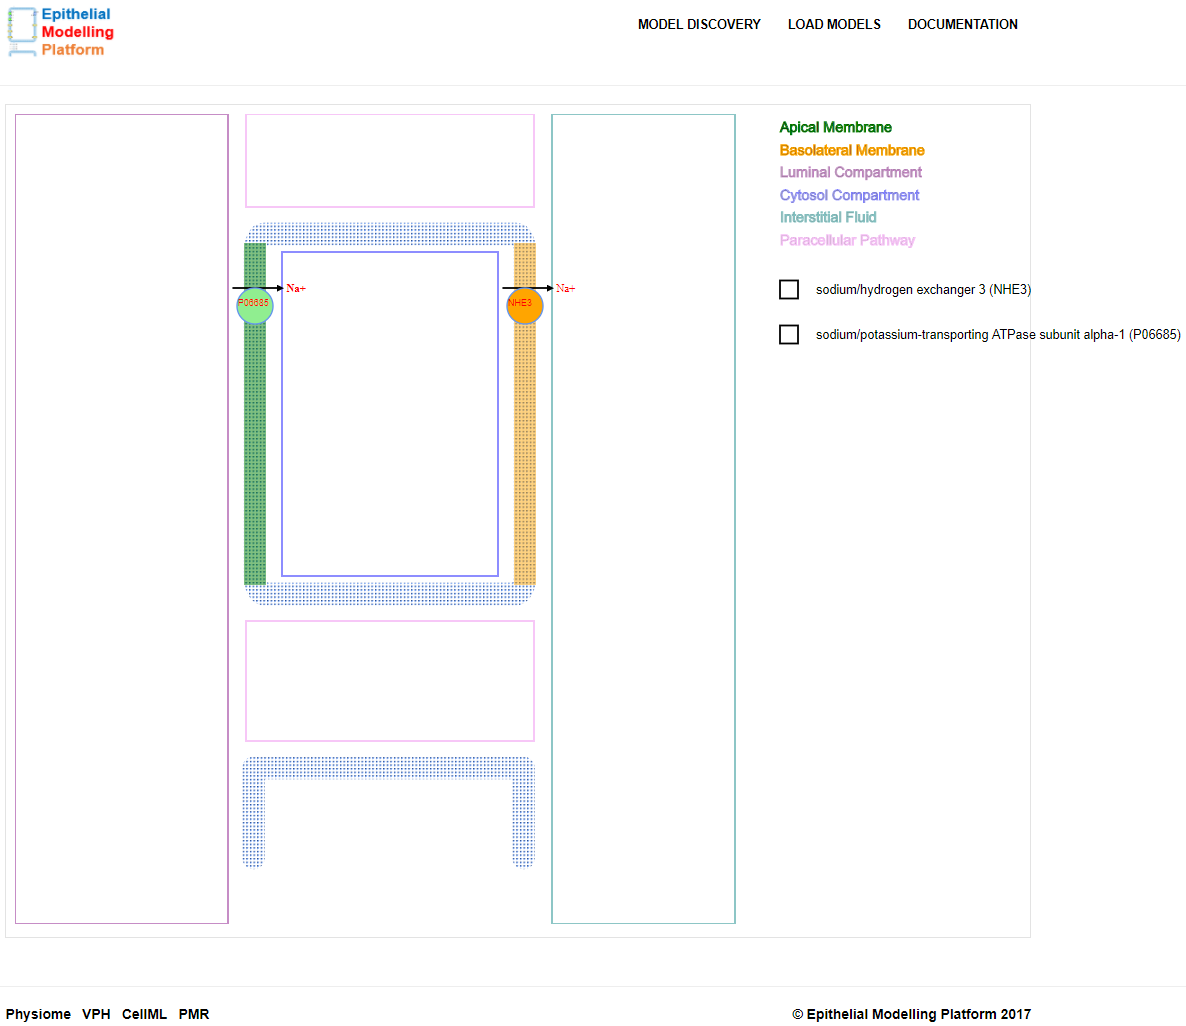 Epithelial
Modelling
Platform
MODEL DISCOVERY LOAD MODELS DOCUMENTATION
Apical Membrane
Basolateral Membrane
Luminal Compartment
Cytosol Compartment
Interstitial Fluid
Paracellular Pathway
Na+
Na+
P06685
NHE3
sodium/hydrogen exchanger 3 (NHE3)
sodium/potassium-transporting ATPase subunit alpha-1 (P06685)
Physiome VPH CellML PMR
© Epithelial Modelling Platform 2017